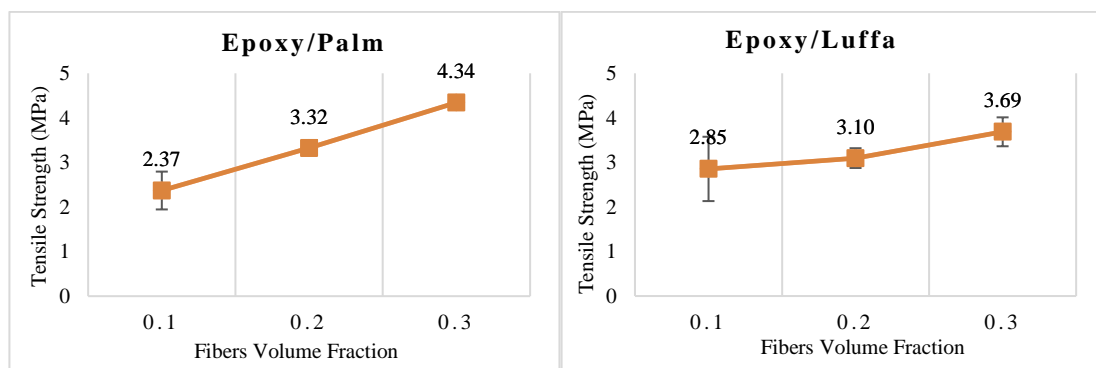 Epoxy/Palm
Tensile Strength (MPa)
5
4
3
2
1
0
2.37
3.32
4.34
0.1 0.2 0.3
Fibers Volume Fraction
Epoxy/Luffa
Tensile Strength (MPa)
5
4
3
2
1
0
2.85
3.10
3.69
0.1 0.2 0.3
Fibers Volume Fraction